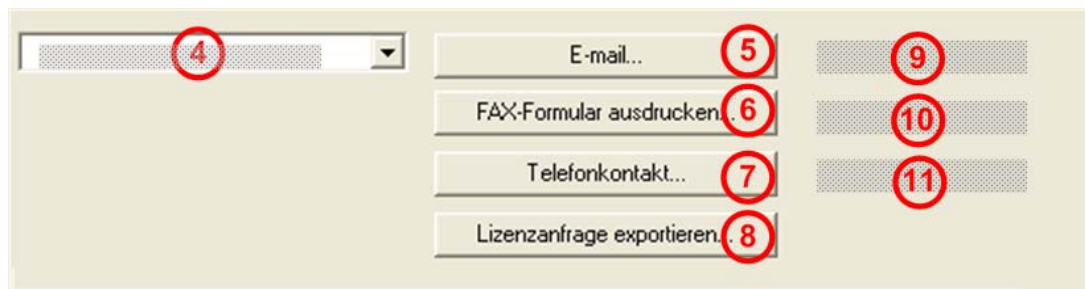 4
E-mail... 5 9
FAX-Formular ausdrucken... 6 10
Telefonkontakt... 7 11
Lizenzanfrage exportieren... 8